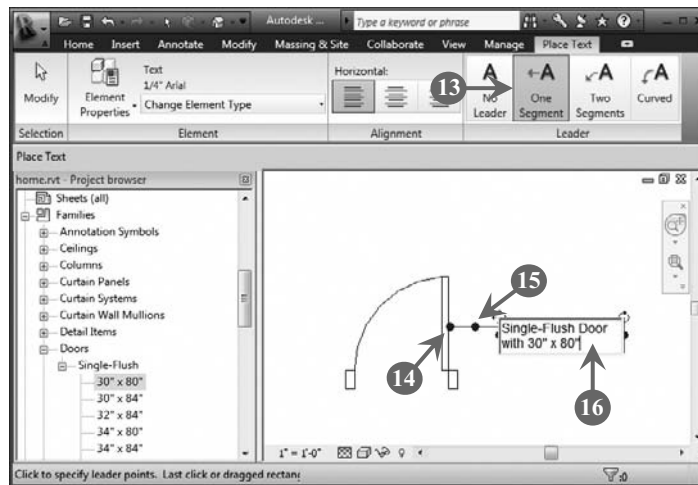 Autodesk ...
Type a keyword or phrase
Home Insert Annotate Modify Massing & Site Collaborate View Manage Place Text
Modify
Element
Properties
Text
1/4" Arial
Change Element Type
Horizontal:
13
No
Leader
One
Segment
Two
Segments
Curved
Selection Element Alignment Leader
Place Text
home.rvt - Project browser
Sheets (all)
Families
Annotation Symbols
Ceilings
Columns
Curtain Panels
Curtain Systems
Curtain Wall Mullions
Detail Items
Doors
Single-Flush
30" x 80"
30" x 84"
32" x 84"
34" x 80"
34" x 84"
15
Single-Flush Door
with 30" x 80"
14
16
1" = 1'-0"
Click to specify leader points. Last click or dragged rectang
:0